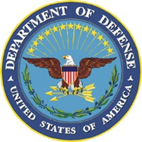 DEPARTMENT OF DEFENSE
UNITED STATES OF AMERICA